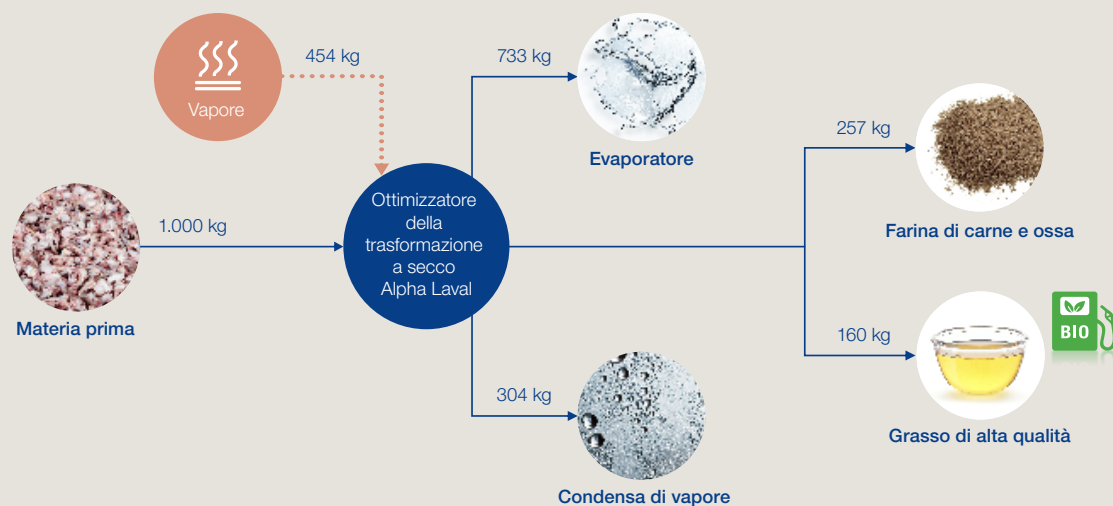 454 kg
733 kg
Vapore
Evaporatore
257 kg
Ottimizzatore
della
trasformazione
a secco
Alpha Laval
1.000 kg
Farina di carne e ossa
Materia prima
160 kg
BIO
304 kg
Grasso di alta qualità
Condensa di vapore